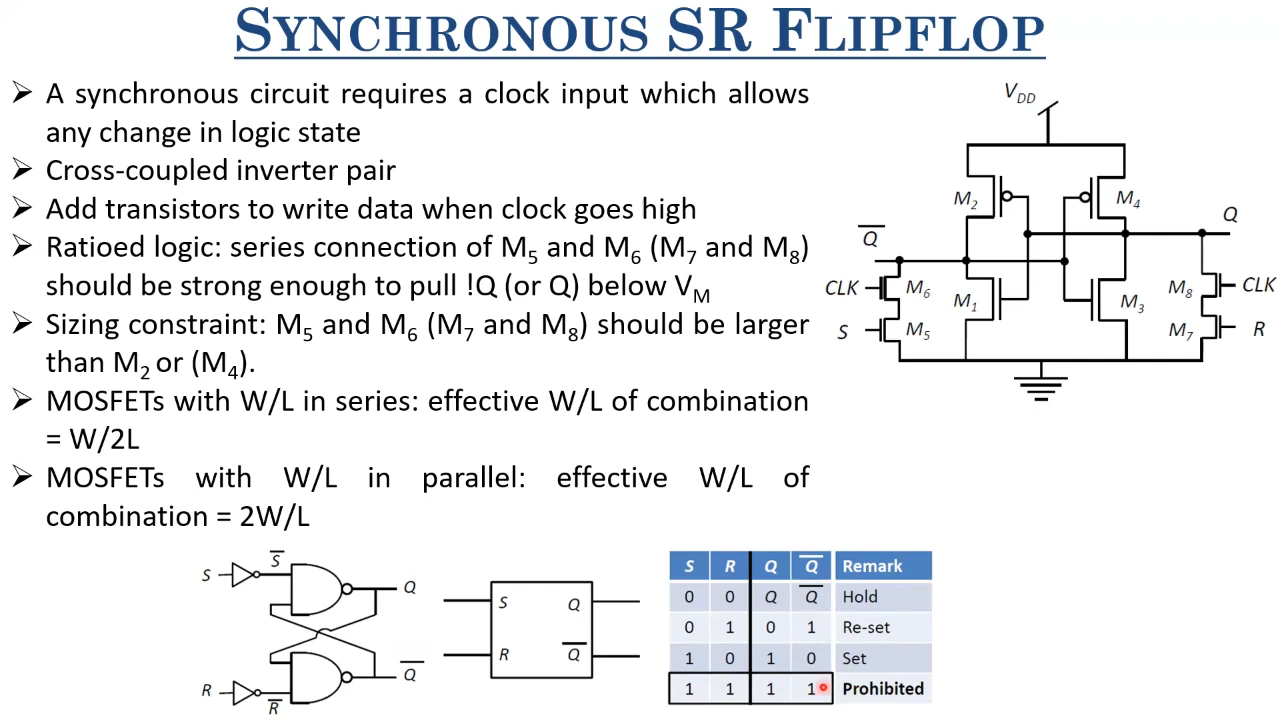 SYNCHRONOUS SR FLIPFLOP
➢ A synchronous circuit requires a clock input which allows
any change in logic state
➢ Cross-coupled inverter pair
➢ Add transistors to write data when clock goes high
➢ Ratioed logic: series connection of M5 and M6 (M7 and M8)
should be strong enough to pull !Q (or Q) below VM
➢ Sizing constraint: M5 and M6 (M7 and M8) should be larger
than M2 or (M4).
➢ MOSFETs with W/L in series: effective W/L of combination
= W/2L
➢ MOSFETs with W/L in parallel: effective W/L of
combination = 2W/L
VDD
M2 M4
Q̅ Q
CLK M6 M1 M3 M8 CLK
S M5 M7 R
S S̅ Q
R R̅ Q̅
S Q
R Q̅
S R Q Q̅ Remark
0 0 Q Q̅ Hold
0 1 0 1 Re-set
1 0 1 0 Set
1 1 1 1 Prohibited